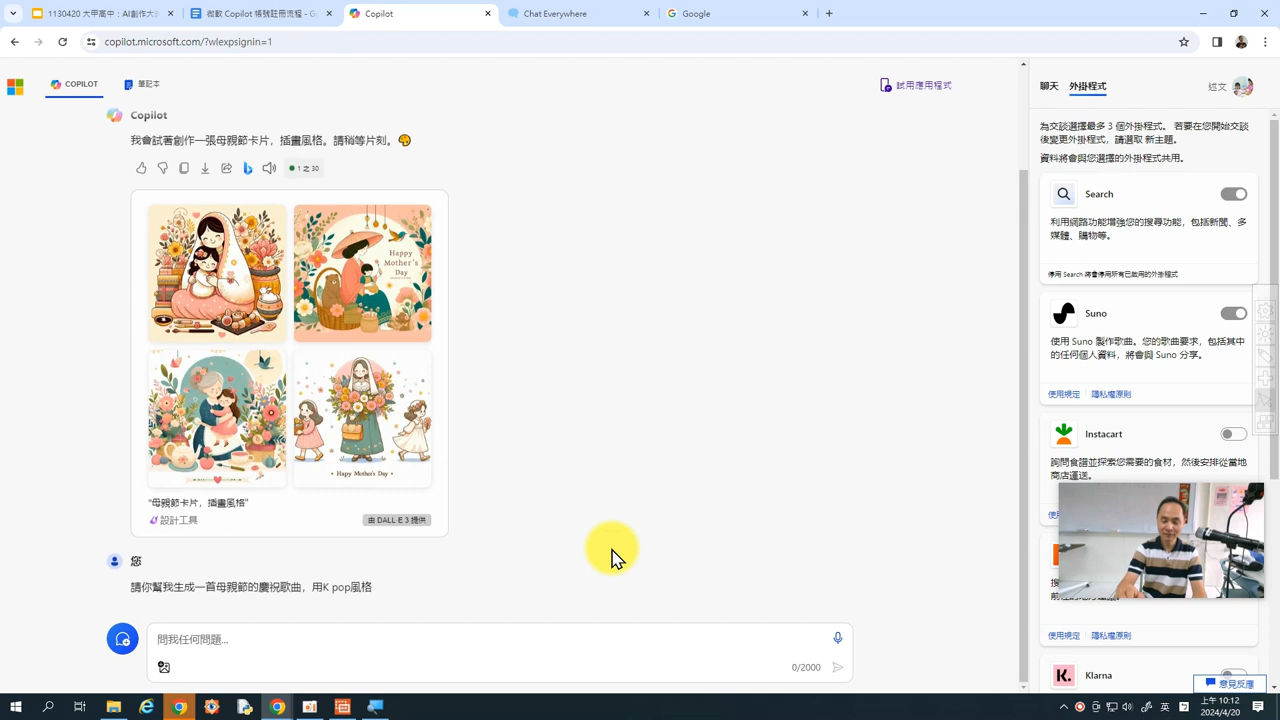 1130420 大甲高中：AI創作大師
微軟 Copilot 帳號註冊流程 - G
Copilot
Chat Everywhere
Google
copilot.microsoft.com/?wlexpsignin=1
COPILOT
筆記本
試用應用程式
聊天
外掛程式
述文
Copilot
我會試著創作一張母親節卡片，插畫風格。請稍等片刻。
1 之 30
Happy
Mother's
Day
Hapy Mothei's Day
"母親節卡片，插畫風格"
設計工具
由 DALL·E 3 提供
您
請你幫我生成一首母親節的慶祝歌曲，用K pop風格
問我任何問題...
0/2000
為交談選擇最多 3 個外掛程式。 若要在您開始交談
後變更外掛程式，請選取 新主題。
資料將會與您選擇的外掛程式共用。
Search
利用網路功能增強您的搜尋功能，包括新聞、多
媒體、購物等。
停用 Search 將會停用所有已啟用的外掛程式
Suno
使用 Suno 製作歌曲。您的歌曲要求，包括其中
的任何個人資料，將會與 Suno 分享。
使用規定
隱私權原則
Instacart
詢問食譜並探索您需要的食材，然後安排從當地
商店運送。
使用規定
隱私權原則
Klarna
意見反應
英
上午 10:12
2024/4/20